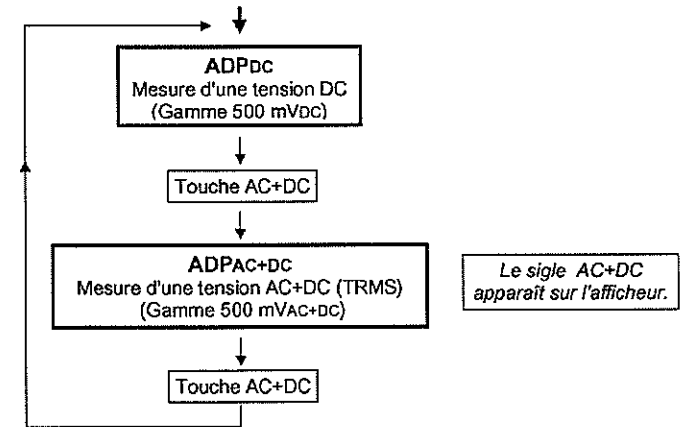 ADPDC
Mesure d'une tension DC
(Gamme 500 mVDC)
Touche AC+DC
ADPAC+DC
Mesure d'une tension AC+DC (TRMS)
(Gamme 500 mVAC+DC)
Le sigle AC+DC
apparaît sur l'afficheur.
Touche AC+DC